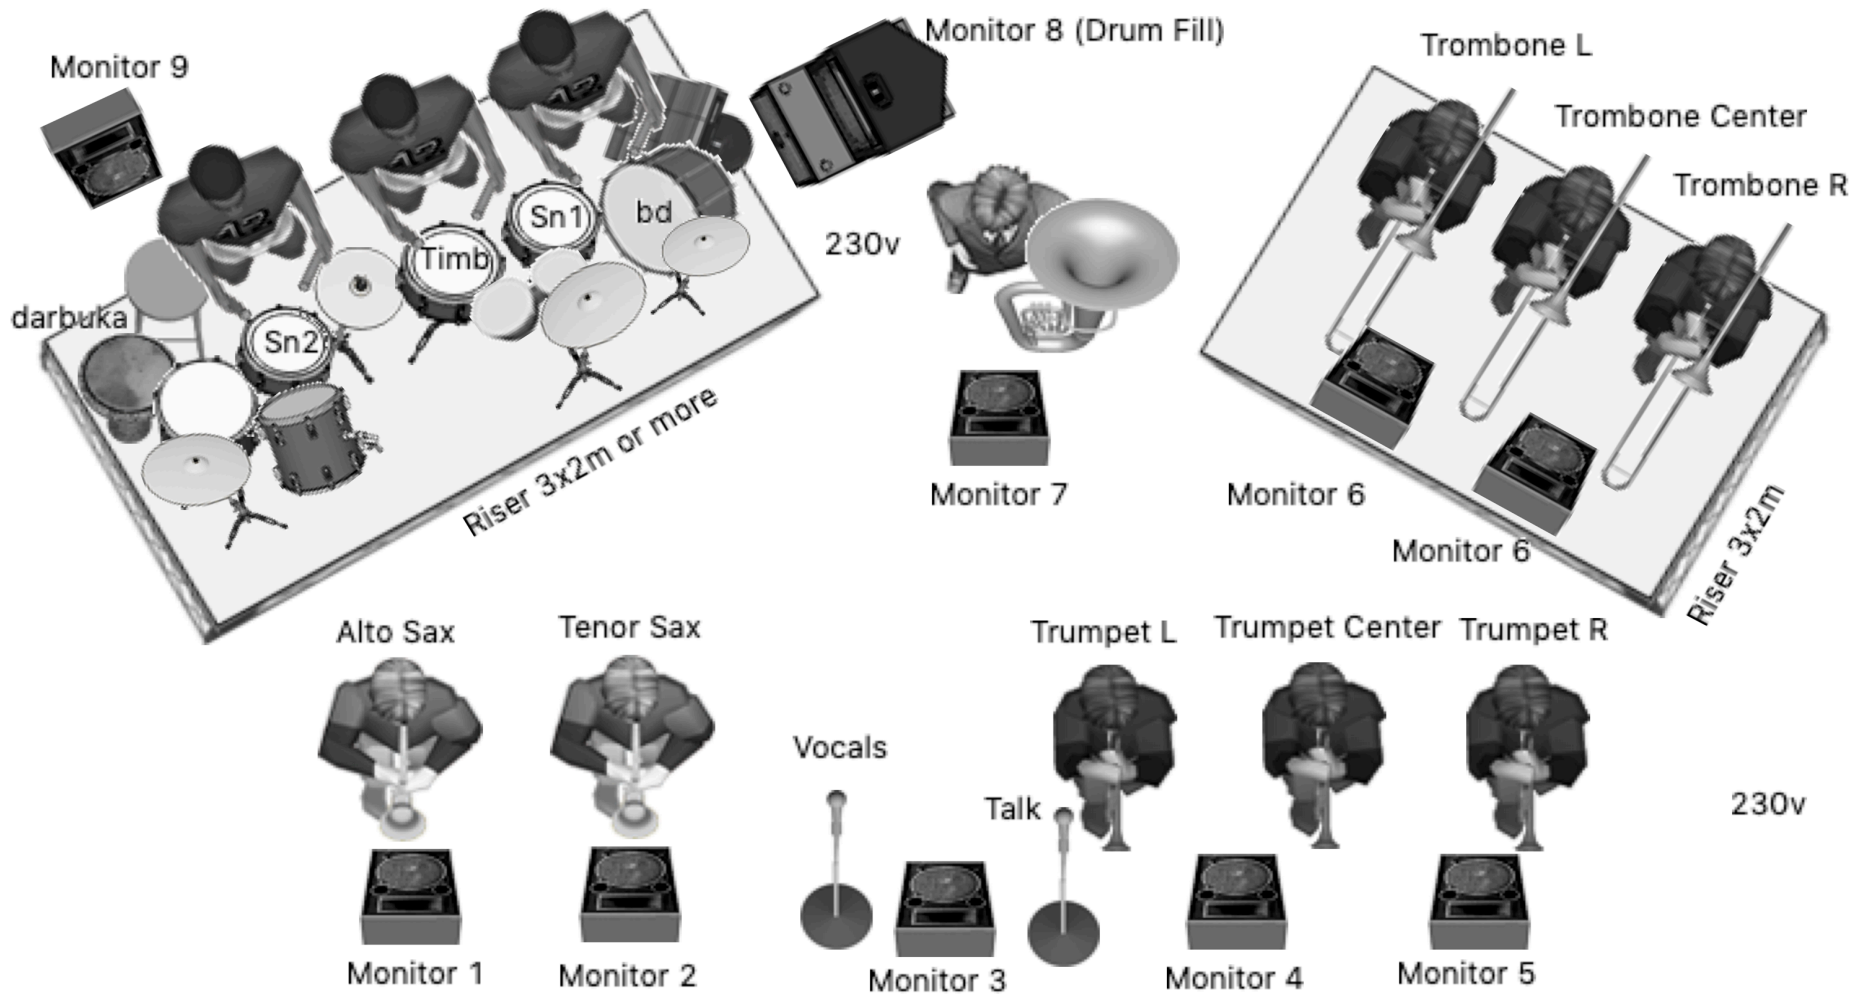 Monitor 9
Monitor 8 (Drum Fill)
Trombone L
Trombone Center
Trombone R
Sn1
bd
Timb
230v
darbuka
Sn2
Riser 3x2m or more
Monitor 7
Monitor 6
Monitor 6
Riser 3x2m
Alto Sax
Tenor Sax
Trumpet L
Trumpet Center
Trumpet R
Vocals
Talk
230v
Monitor 1
Monitor 2
Monitor 3
Monitor 4
Monitor 5